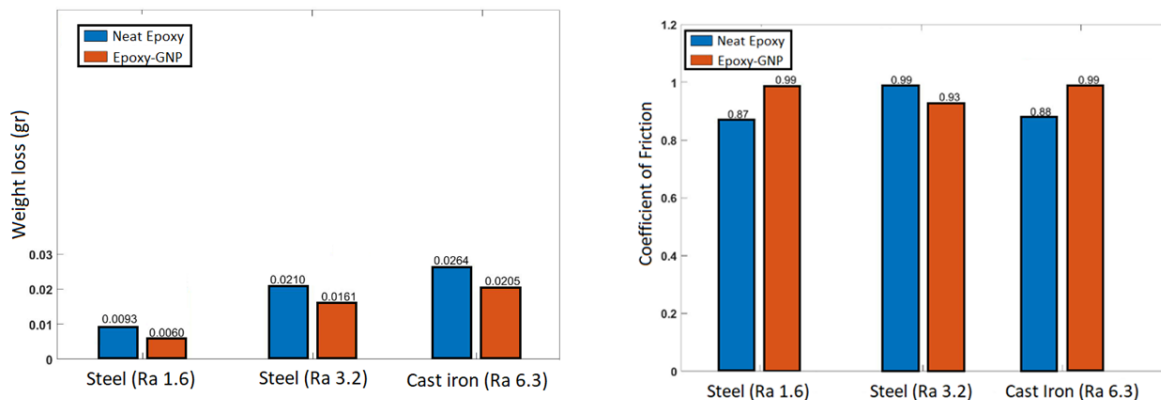 Neat Epoxy
Epoxy-GNP
Weight loss (gr)
0.03
0.02
0.01
0
0.0093
0.0060
0.0210
0.0161
0.0264
0.0205
Steel (Ra 1.6)
Steel (Ra 3.2)
Cast iron (Ra 6.3)
Neat Epoxy
Epoxy-GNP
Coefficient of Friction
1.2
1
0.8
0.6
0.4
0.2
0
0.87
0.99
0.99
0.93
0.88
0.99
Steel (Ra 1.6)
Steel (Ra 3.2)
Cast Iron (Ra 6.3)